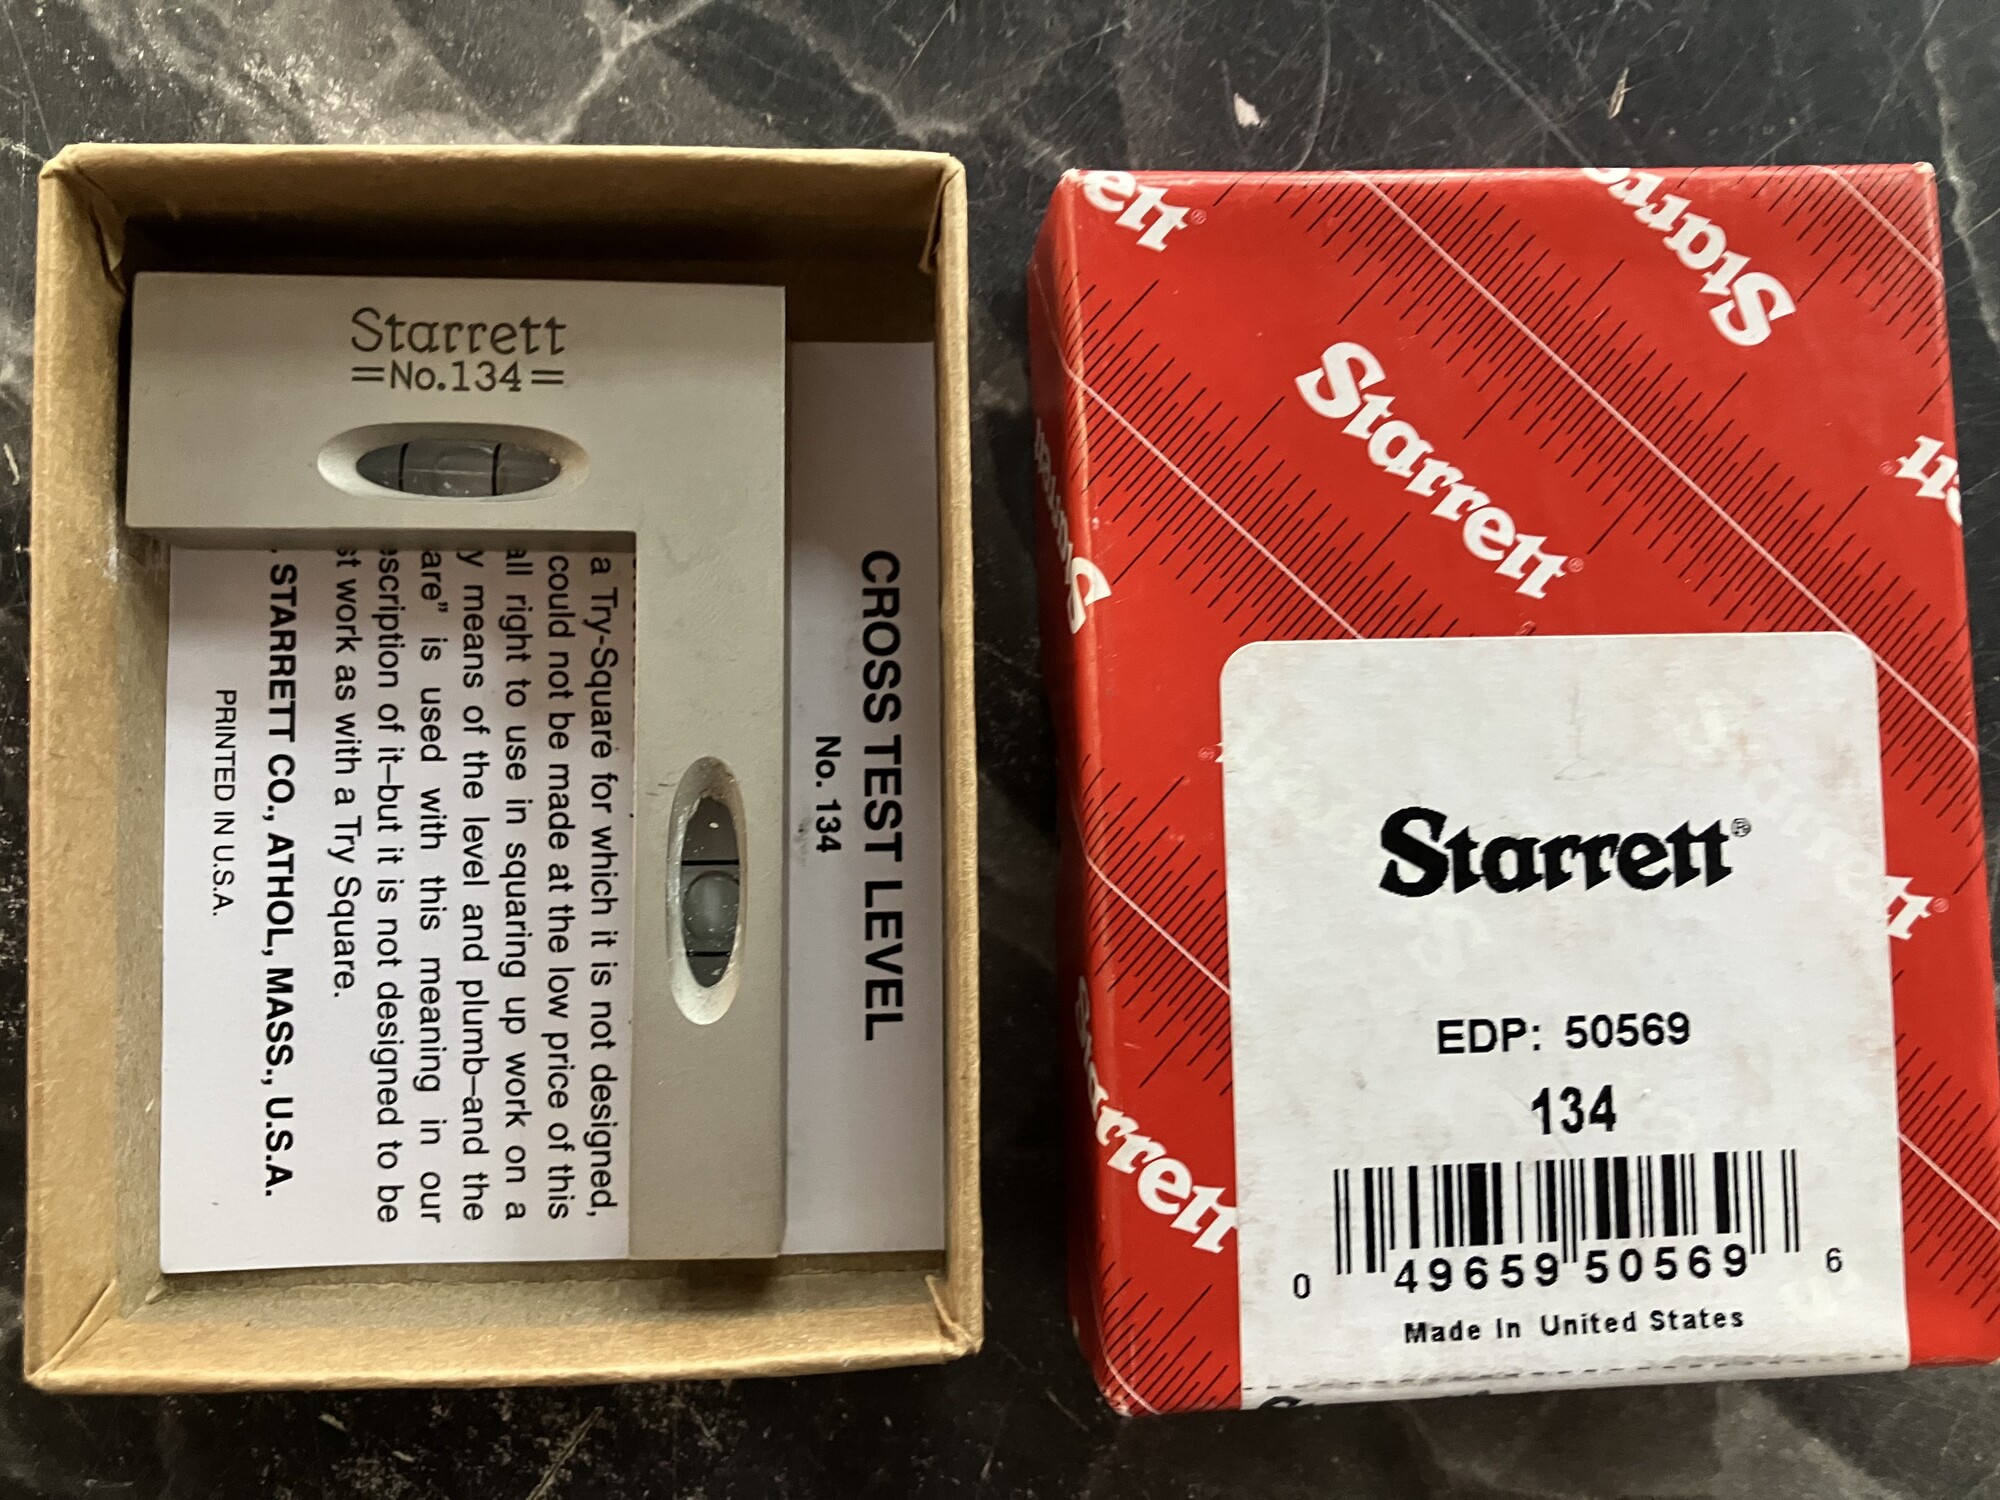 Starrett
=No.134=
CROSS TEST LEVEL
No. 134
a Try-Square for which it is not designed,
could not be made at the low price of this
all right to use in squaring up work on a
means of the level and plumb–and the
is used with this meaning in our
of it–but it is not designed to be
work as with a Try Square.
STARRETT CO., ATHOL, MASS., U.S.A.
PRINTED IN U.S.A.
ett®
Starr
Starrett®
Starrett
Starrett
Starrett®
EDP: 50569
134
0 49659 50569 6
Made In United States